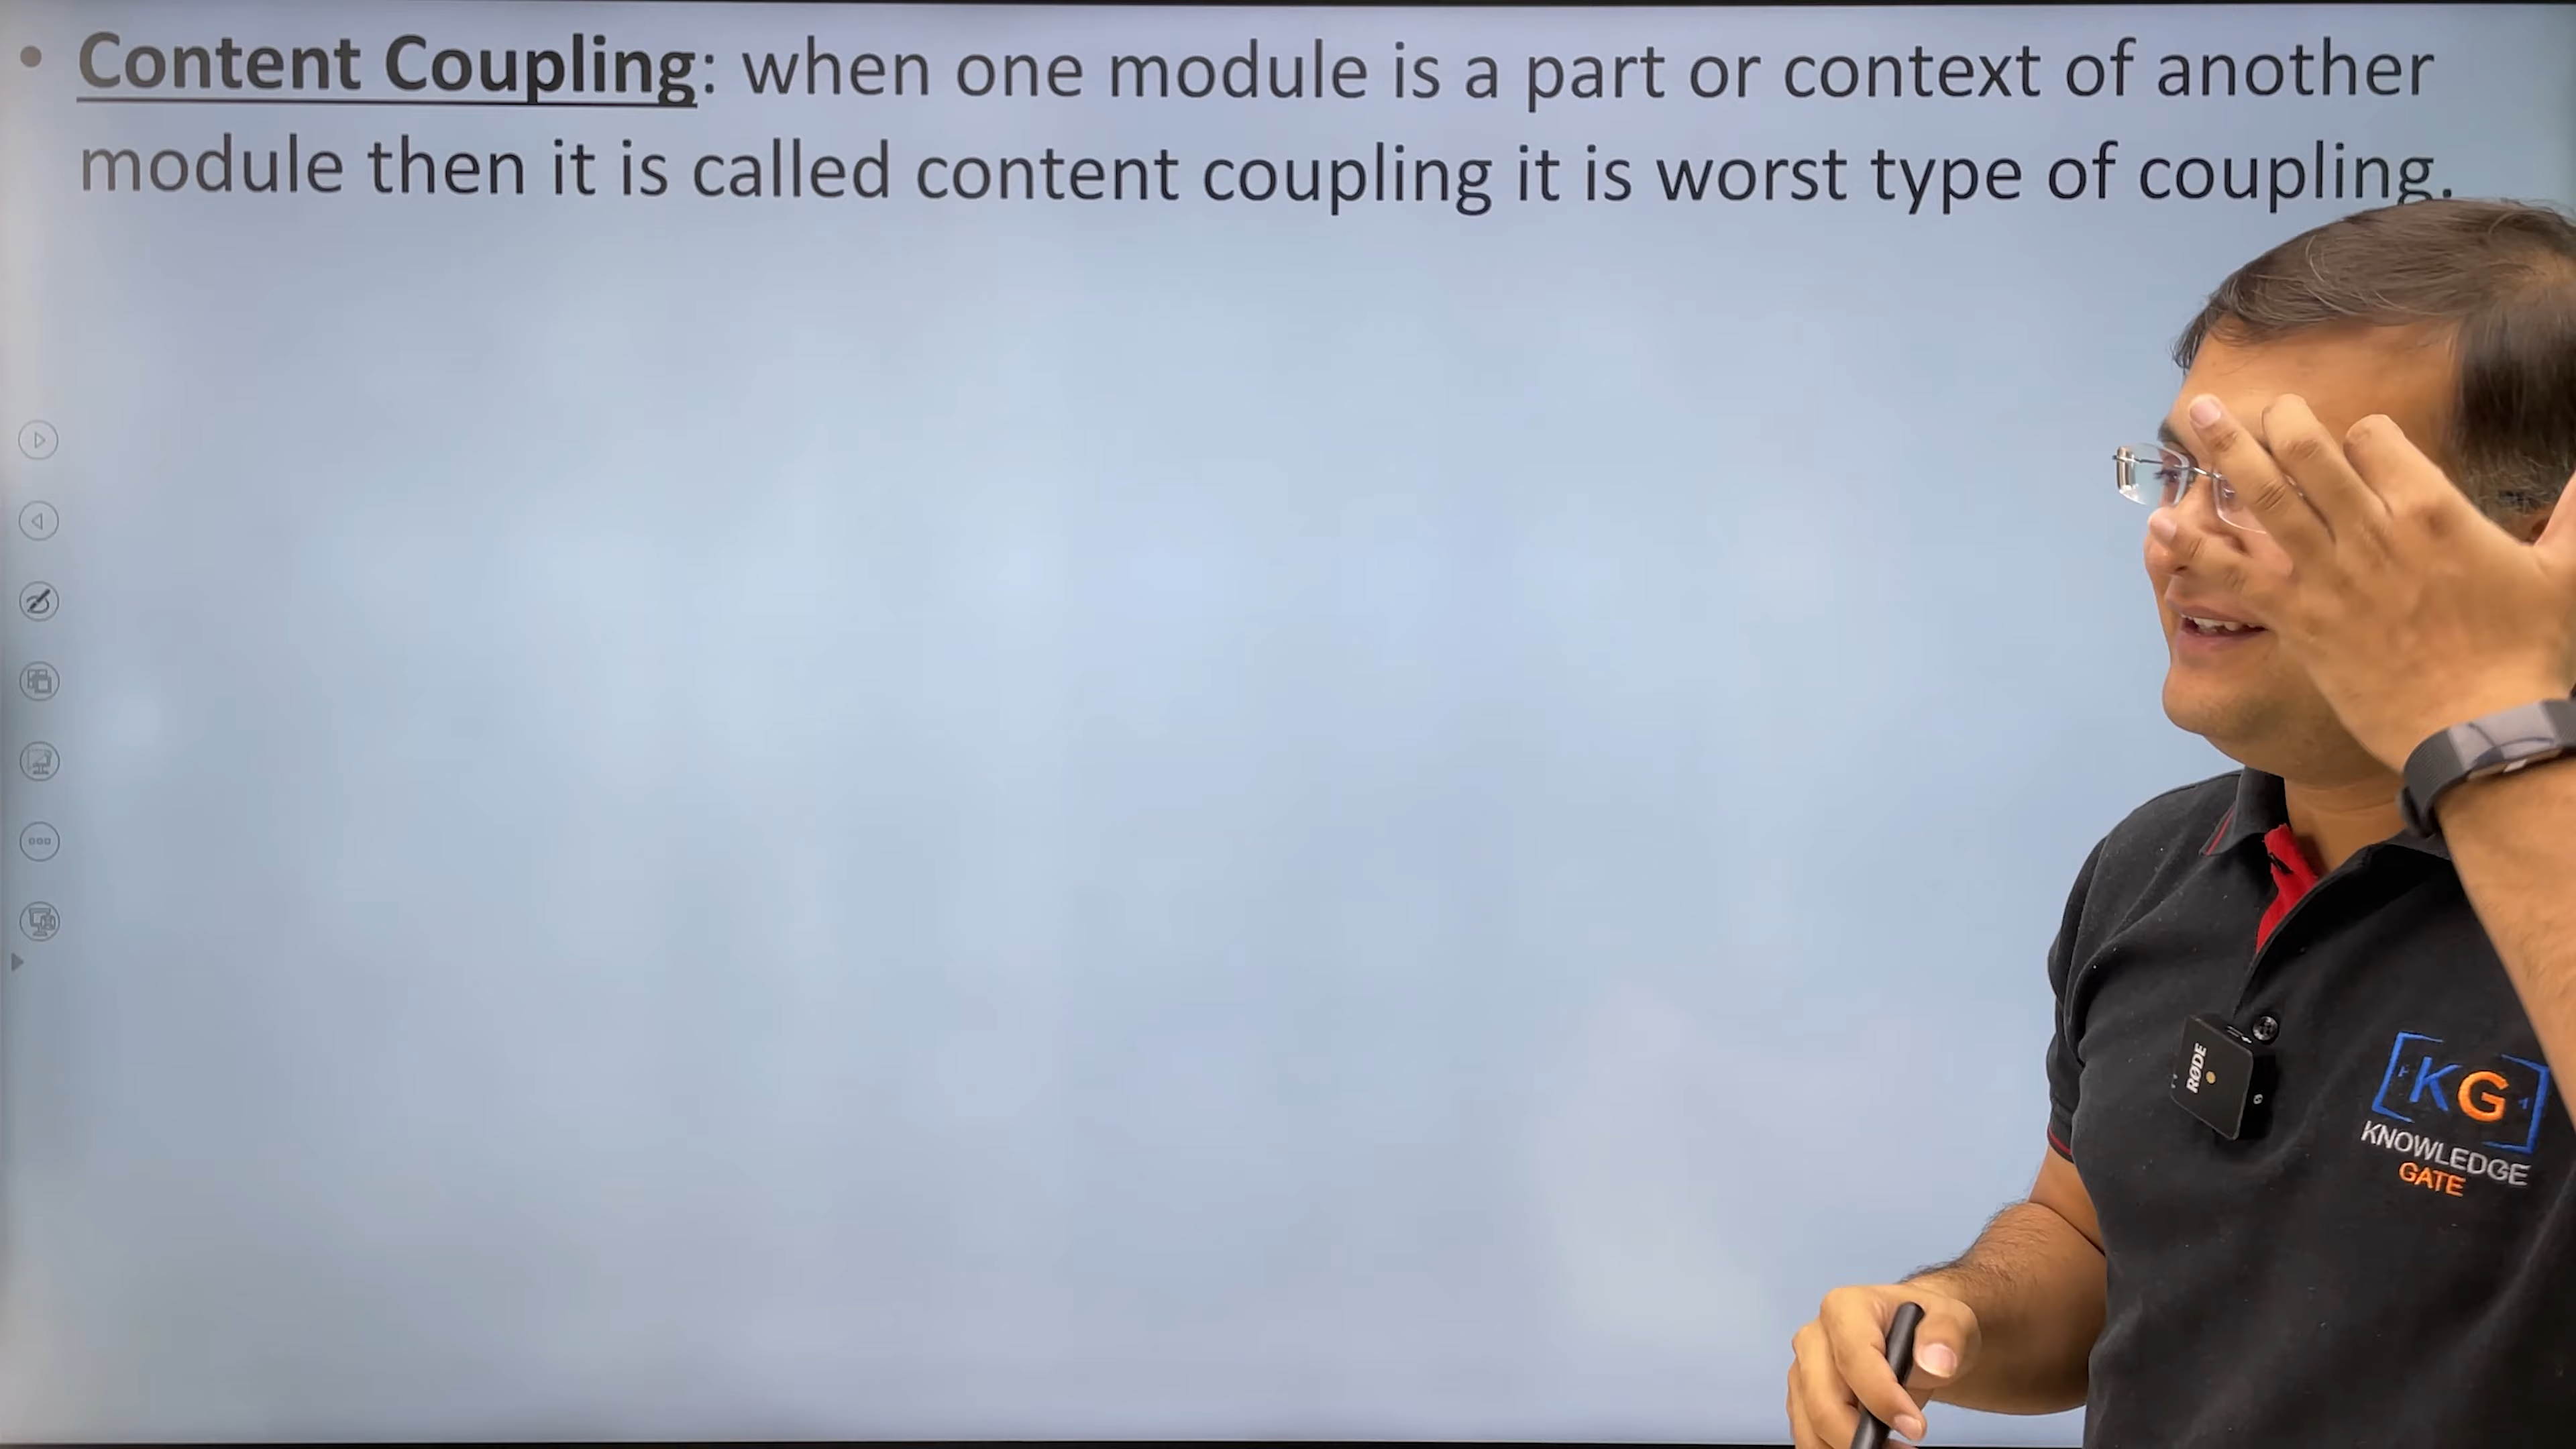 • Content Coupling: when one module is a part or context of another
module then it is called content coupling it is worst type of coupling.
RØDE
KG
KNOWLEDGE
GATE